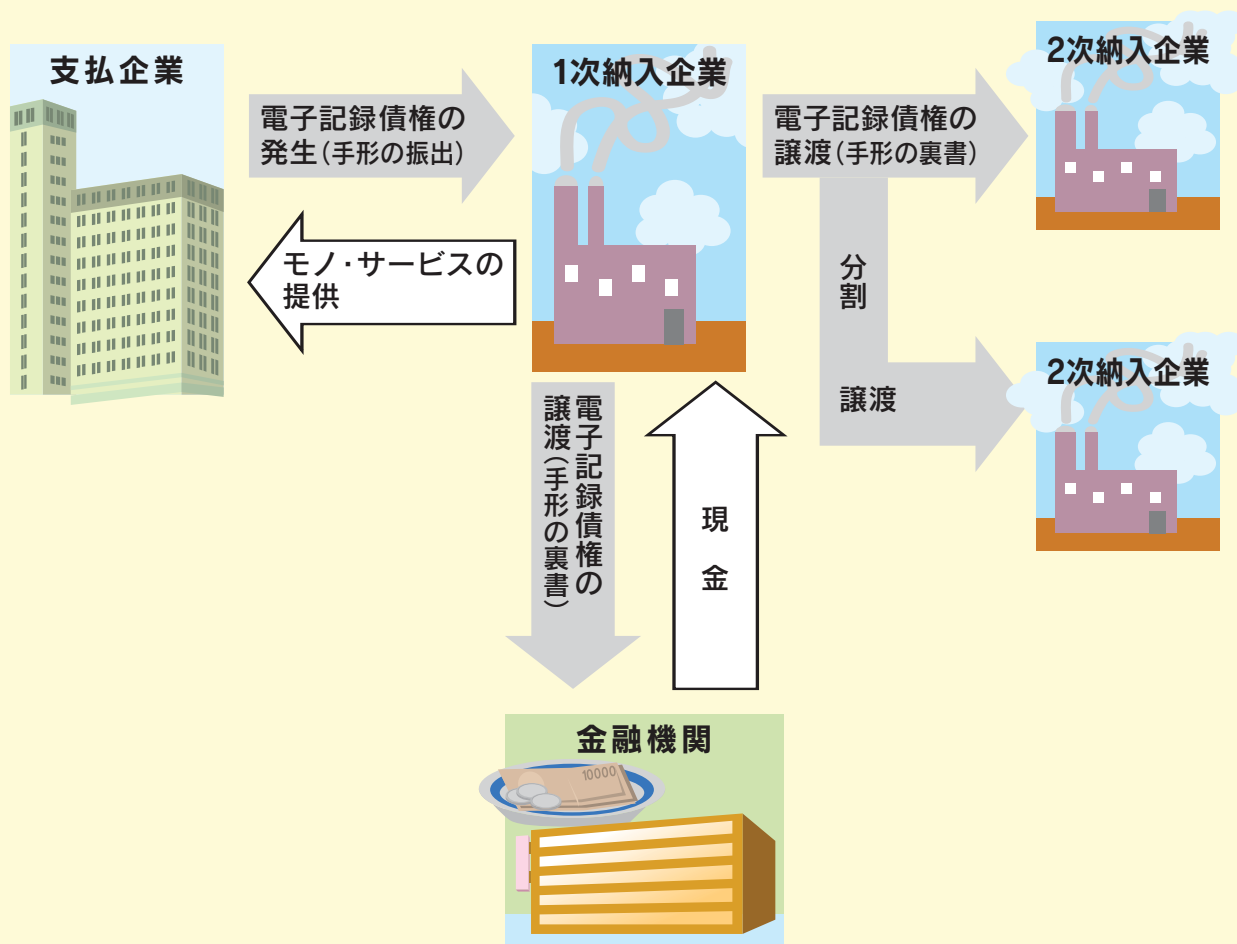 支払企業
電子記録債権の
発生（手形の振出）
モノ・サービスの
提供
1次納入企業
電子記録債権の
譲渡（手形の裏書）
2次納入企業
分割
譲渡
2次納入企業
電子記録債権の
譲渡（手形の裏書）
現金
金融機関
10000